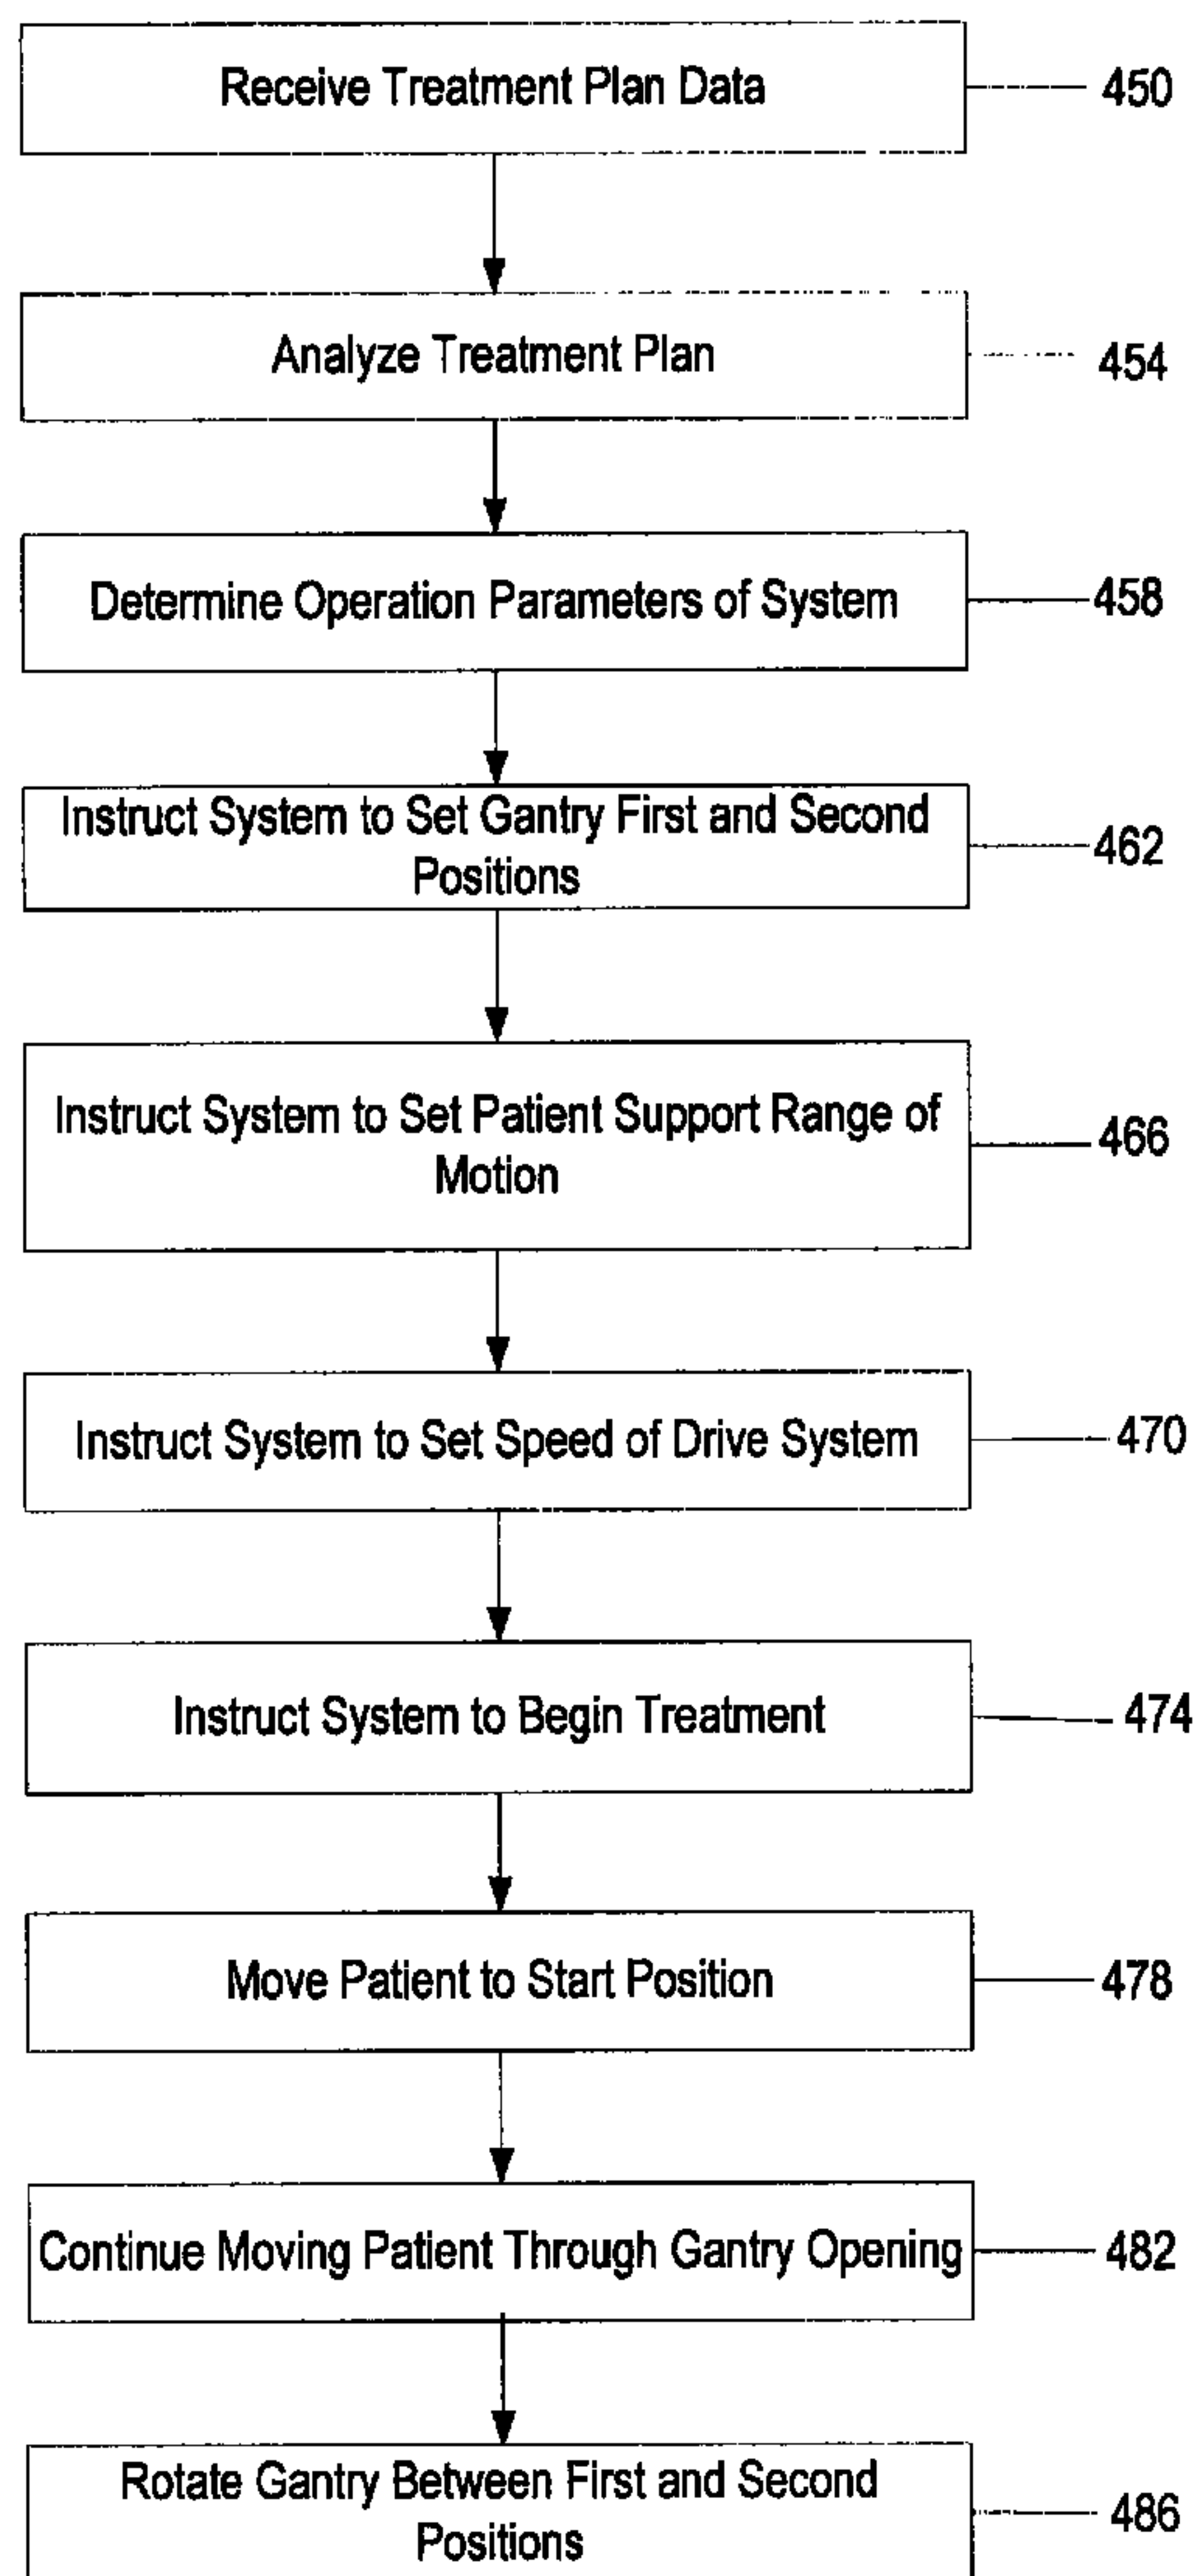 Receive Treatment Plan Data
450
Analyze Treatment Plan
454
Determine Operation Parameters of System
458
Instruct System to Set Gantry First and Second
Positions
462
Instruct System to Set Patient Support Range of
Motion
466
Instruct System to Set Speed of Drive System
470
Instruct System to Begin Treatment
474
Move Patient to Start Position
478
Continue Moving Patient Through Gantry Opening
482
Rotate Gantry Between First and Second
Positions
486